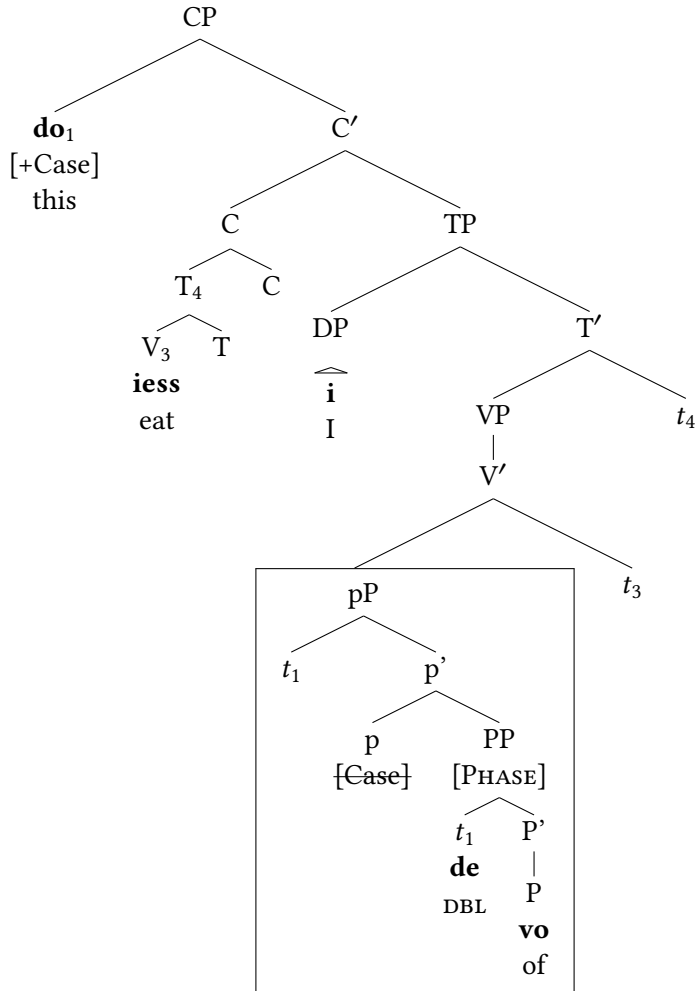 CP
do₁ C′
[+Case]
this
C TP
T₄ C DP T′
V₃ T
iess i VP t₄
eat I
V′
pP t₃
t₁ p’
p PP
[Case] [PHASE]
t₁ P’
de P
DBL vo
of